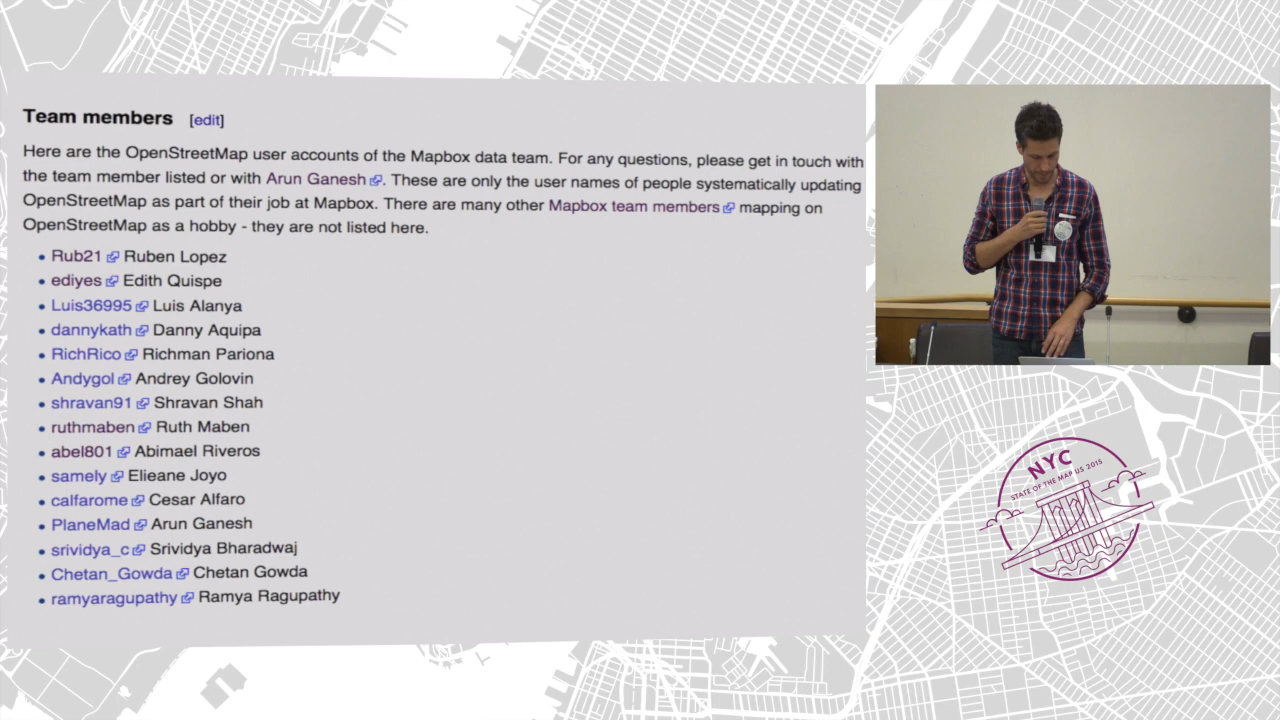 Team members [edit]
Here are the OpenStreetMap user accounts of the Mapbox data team. For any questions, please get in touch with
the team member listed or with Arun Ganesh. These are only the user names of people systematically updating
OpenStreetMap as part of their job at Mapbox. There are many other Mapbox team members mapping on
OpenStreetMap as a hobby - they are not listed here.
• Rub21 Ruben Lopez
• ediyes Edith Quispe
• Luis36995 Luis Alanya
• dannykath Danny Aquipa
• RichRico Richman Pariona
• Andygol Andrey Golovin
• shravan91 Shravan Shah
• ruthmaben Ruth Maben
• abel801 Abimael Riveros
• samely Elieane Joyo
• calfarome Cesar Alfaro
• PlaneMad Arun Ganesh
• srividya_c Srividya Bharadwaj
• Chetan_Gowda Chetan Gowda
• ramyaragupathy Ramya Ragupathy
NYC
STATE OF THE MAP US 2015